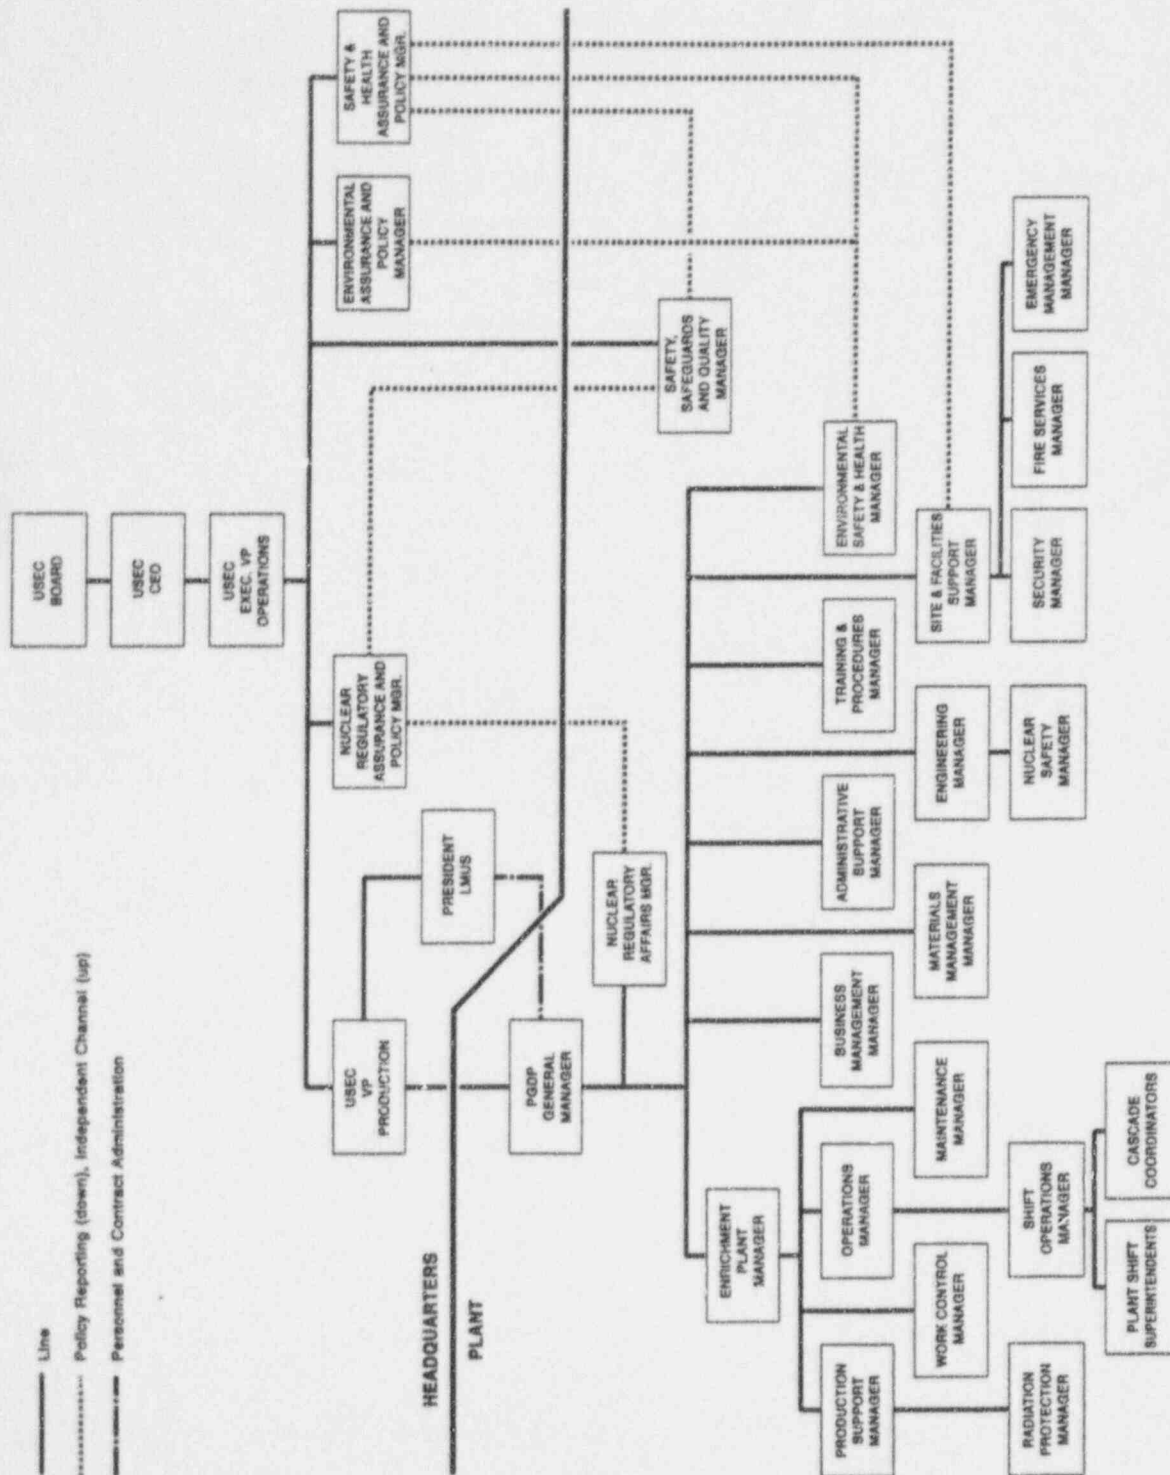 Line
Policy Reporting (down), Independent Channel (up)
Personnel and Contract Administration
USEC
BOARD
USEC
CEO
USEC
EXEC. VP
OPERATIONS
USEC
VP
PRODUCTION
NUCLEAR
REGULATORY
ASSURANCE AND
POLICY MGR.
ENVIRONMENTAL
ASSURANCE AND
POLICY
MANAGER
SAFETY &
HEALTH
ASSURANCE AND
POLICY MGR.
PRESIDENT
LMUS
HEADQUARTERS
PLANT
PGDP
GENERAL
MANAGER
NUCLEAR
REGULATORY
AFFAIRS MGR.
SAFETY,
SAFEGUARDS
AND QUALITY
MANAGER
ENRICHMENT
PLANT
MANAGER
PRODUCTION
SUPPORT
MANAGER
OPERATIONS
MANAGER
BUSINESS
MANAGEMENT
MANAGER
ADMINISTRATIVE
SUPPORT
MANAGER
TRAINING &
PROCEDURES
MANAGER
ENVIRONMENTAL
SAFETY & HEALTH
MANAGER
WORK CONTROL
MANAGER
MAINTENANCE
MANAGER
MATERIALS
MANAGEMENT
MANAGER
ENGINEERING
MANAGER
SITE & FACILITIES
SUPPORT
MANAGER
RADIATION
PROTECTION
MANAGER
SHIFT
OPERATIONS
MANAGER
NUCLEAR
SAFETY
MANAGER
SECURITY
MANAGER
FIRE SERVICES
MANAGER
EMERGENCY
MANAGEMENT
MANAGER
PLANT SHIFT
SUPERINTENDENTS
CASCADE
COORDINATORS